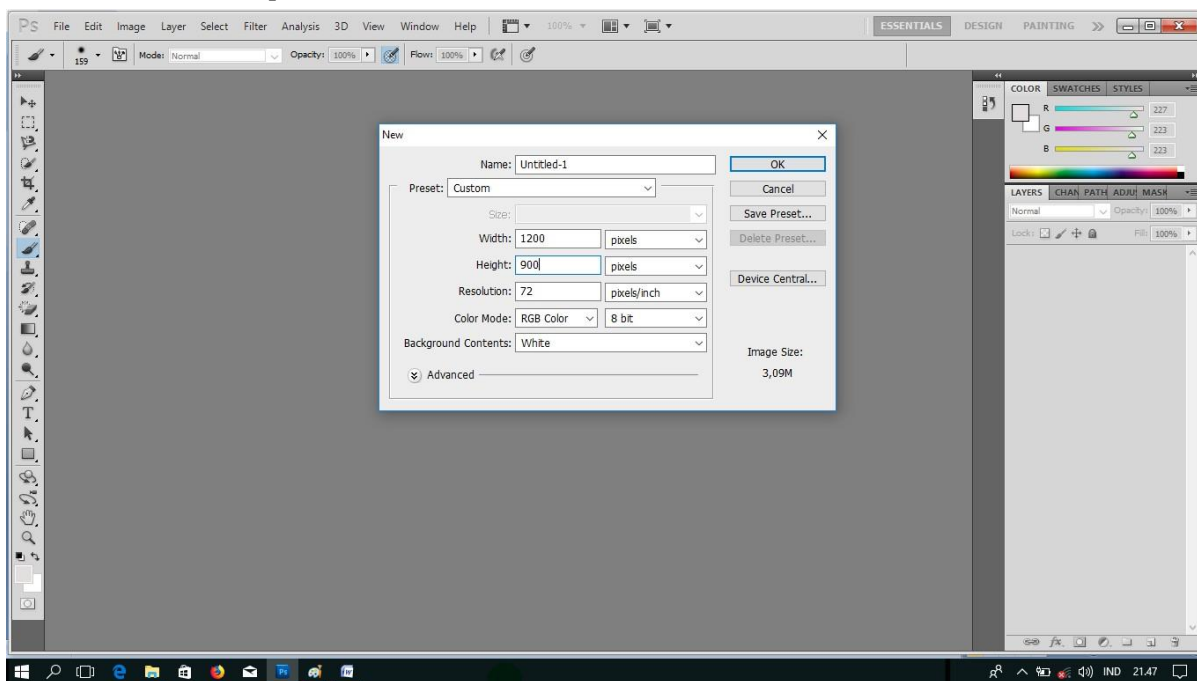 PS File Edit Image Layer Select Filter Analysis 3D View Window Help 100% ESSENTIALS DESIGN PAINTING
159 Mode: Normal Opacity: 100% Flow: 100%
COLOR SWATCHES STYLES
R 227
G 223
B 223
LAYERS CHAN PATH ADJU MASK
Normal Opacity: 100%
Lock: Fill: 100%
New
Name: Untitled-1 OK
Preset: Custom Cancel
Size: Save Preset...
Width: 1200 pixels Delete Preset...
Height: 900 pixels
Device Central...
Resolution: 72 pixels/inch
Color Mode: RGB Color 8 bit
Background Contents: White
Image Size:
Advanced 3,09M
IND 21.47